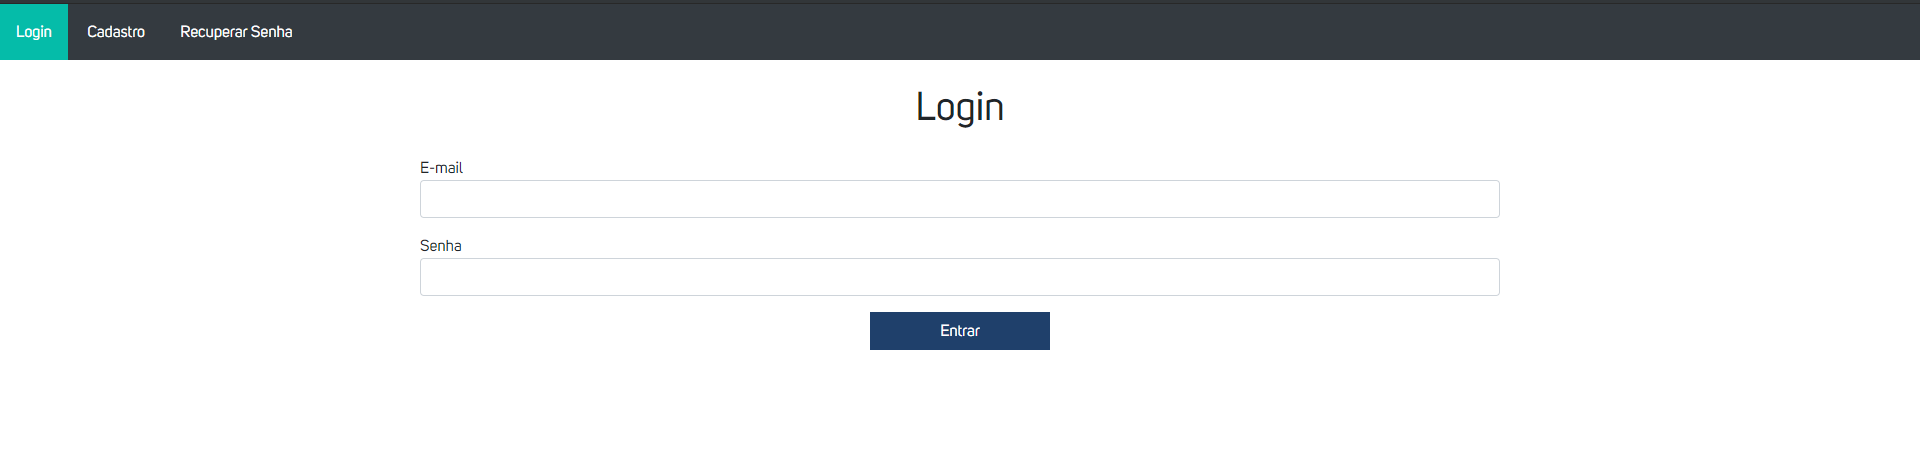 Login Cadastro Recuperar Senha
Login
E-mail
Senha
Entrar